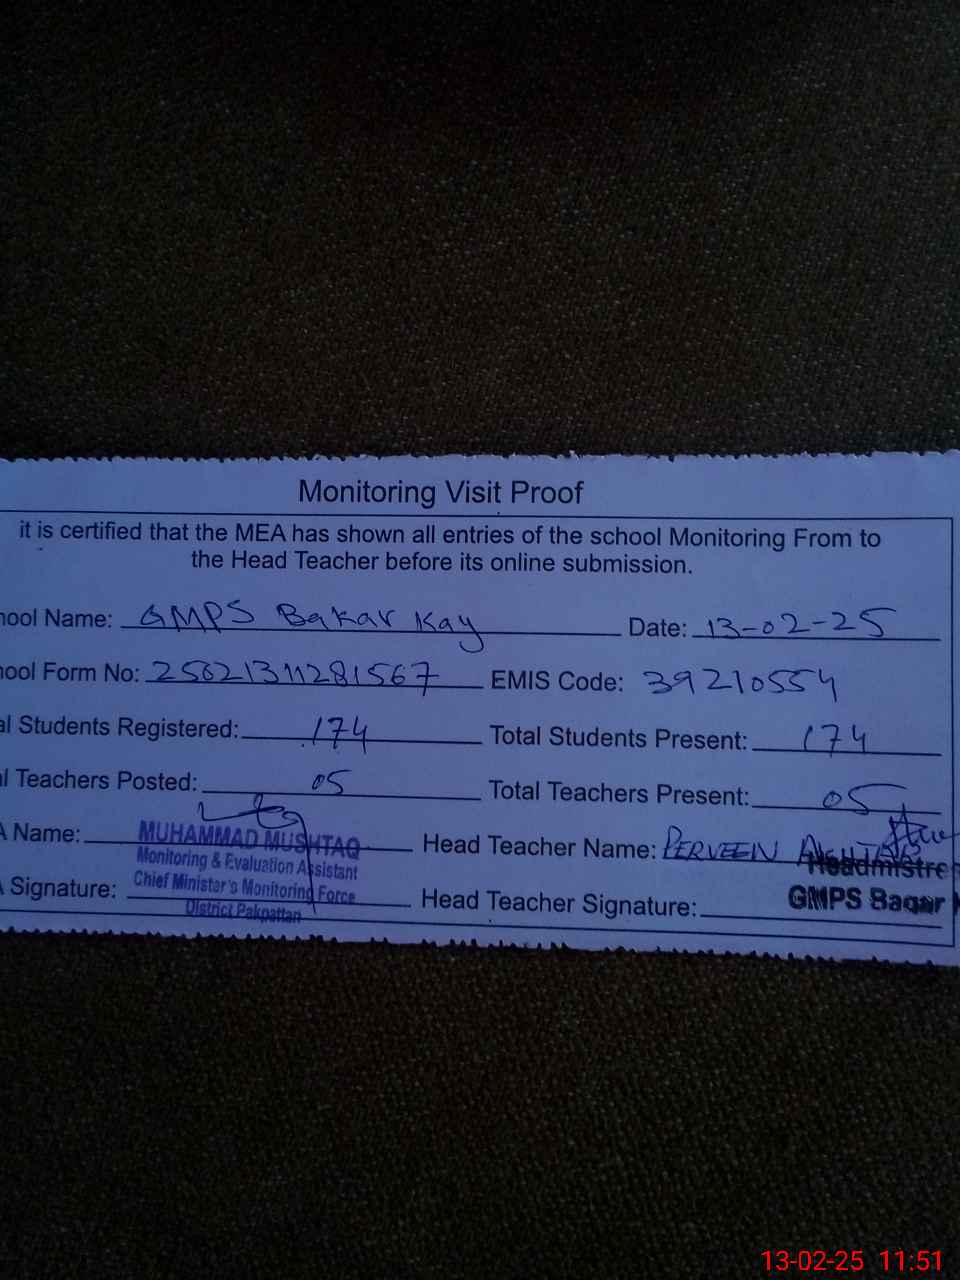 Monitoring Visit Proof
it is certified that the MEA has shown all entries of the school Monitoring From to
the Head Teacher before its online submission.
hool Name: GMPS Bakar Kay Date: 13-02-25
hool Form No: 25021311281567 EMIS Code: 39210554
al Students Registered: 174 Total Students Present: 174
l Teachers Posted: 05 Total Teachers Present: 05
A Name: MUHAMMAD MUSHTAQ Head Teacher Name: PERVEEN AKHTAR
Monitoring & Evaluation Assistant Headmistre
Signature: Chief Minister's Monitoring Force Head Teacher Signature: GMPS Baqar
District Pakpattan
13-02-25 11:51